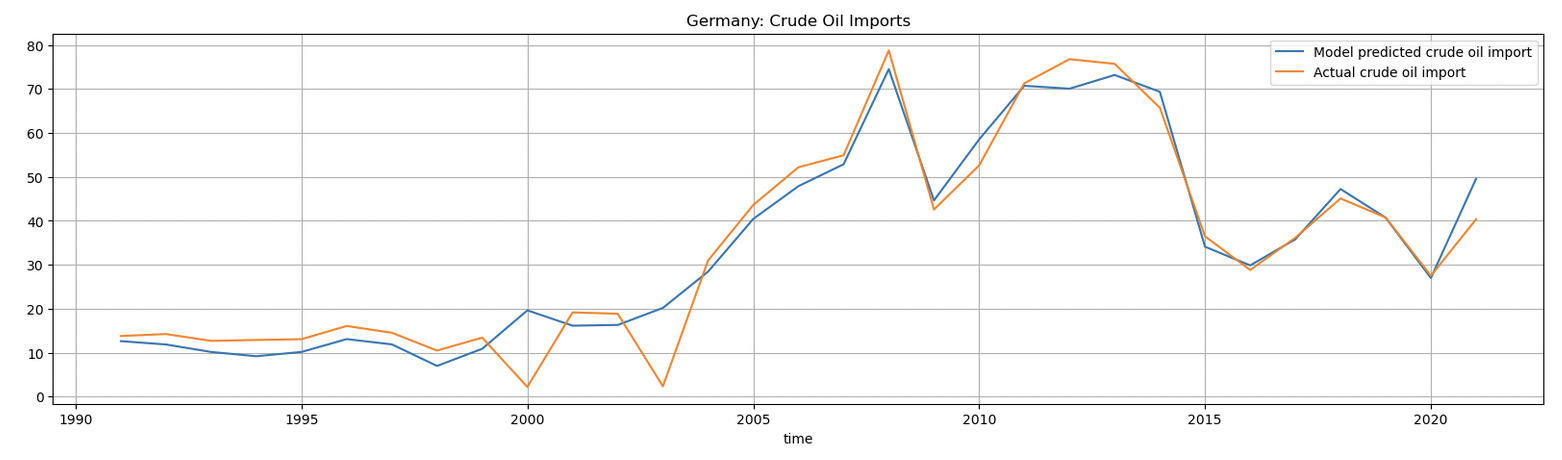 Germany: Crude Oil Imports
Model predicted crude oil import
Actual crude oil import
80
70
60
50
40
30
20
10
0
1990 1995 2000 2005 2010 2015 2020
time